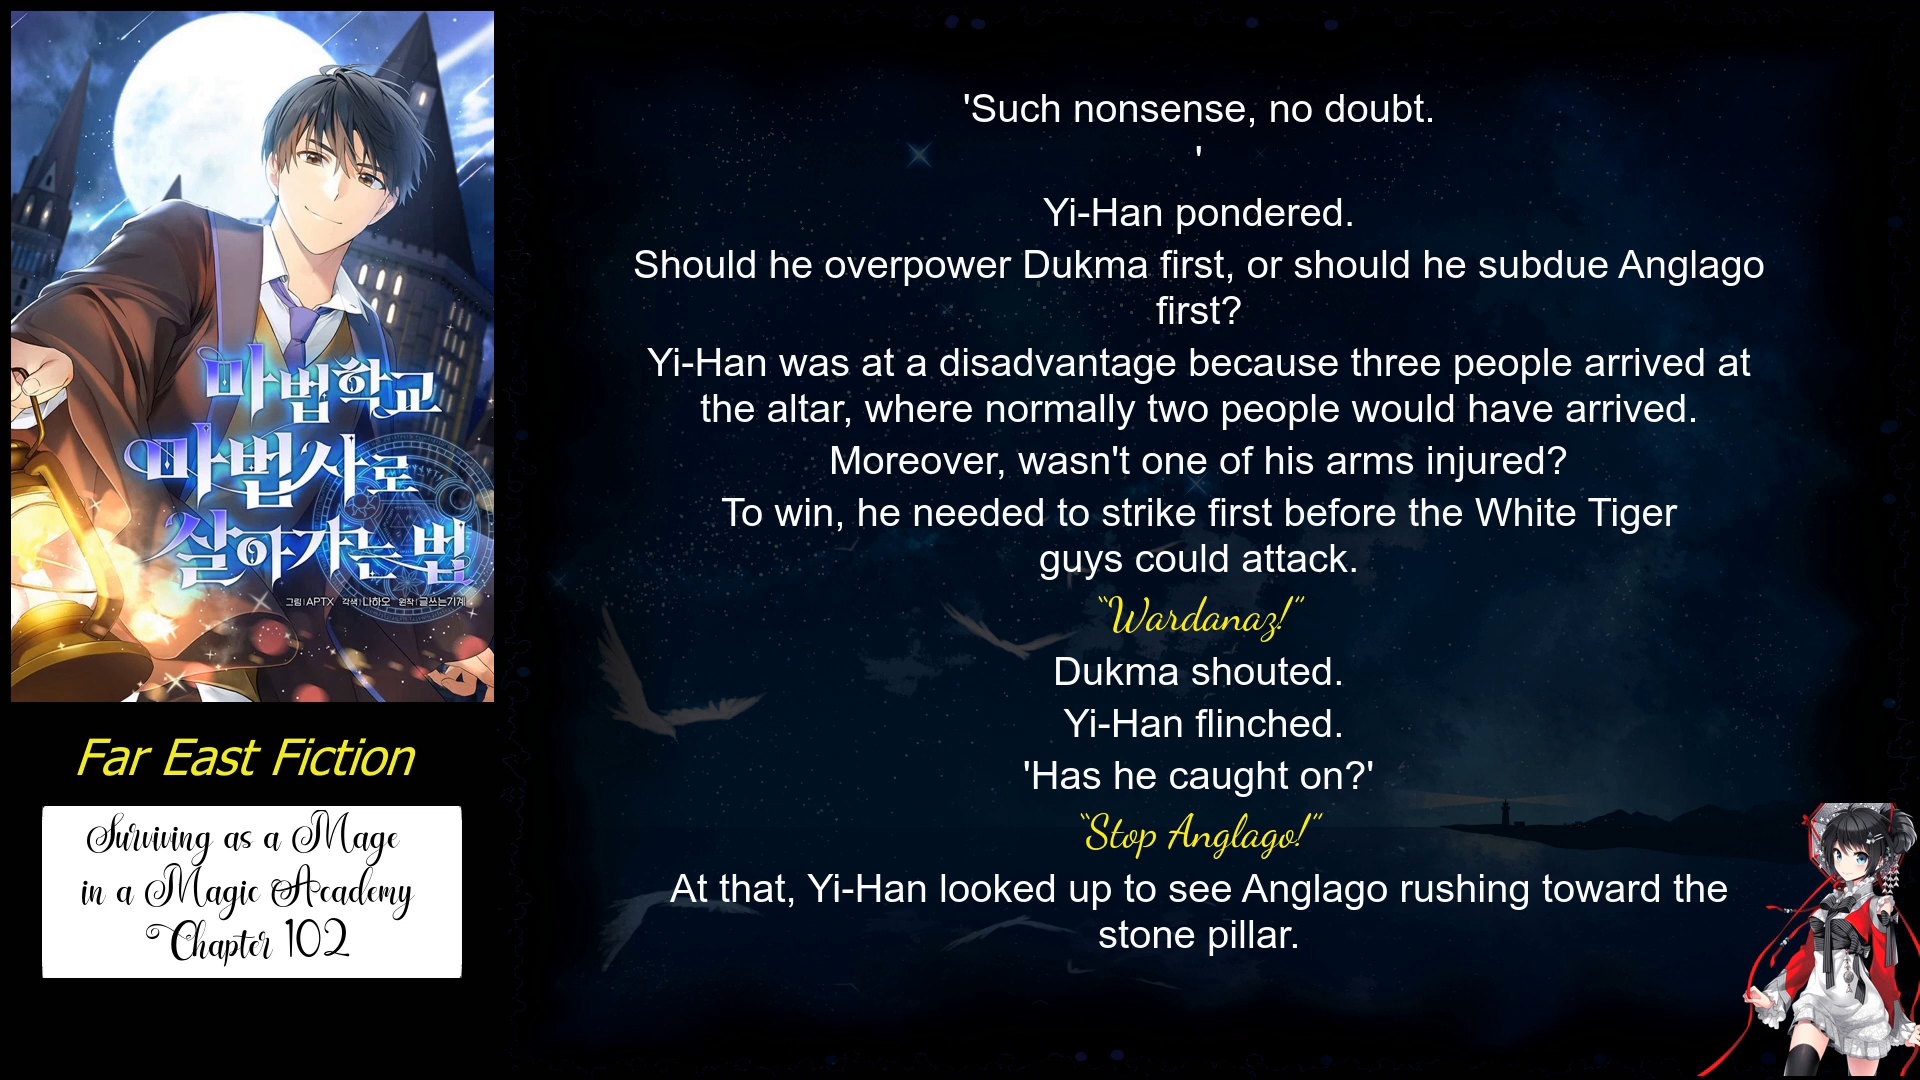 마법학교
마법사로
살아가는 법
그림 | APTX 각색 | 나하오 원작 | 글쓰는기계
Far East Fiction
Surviving as a Mage
in a Magic Academy
Chapter 102
'Such nonsense, no doubt.
'
Yi-Han pondered.
Should he overpower Dukma first, or should he subdue Anglago
first?
Yi-Han was at a disadvantage because three people arrived at
the altar, where normally two people would have arrived.
Moreover, wasn't one of his arms injured?
To win, he needed to strike first before the White Tiger
guys could attack.
“Wardanaz!”
Dukma shouted.
Yi-Han flinched.
'Has he caught on?'
“Stop Anglago!”
At that, Yi-Han looked up to see Anglago rushing toward the
stone pillar.